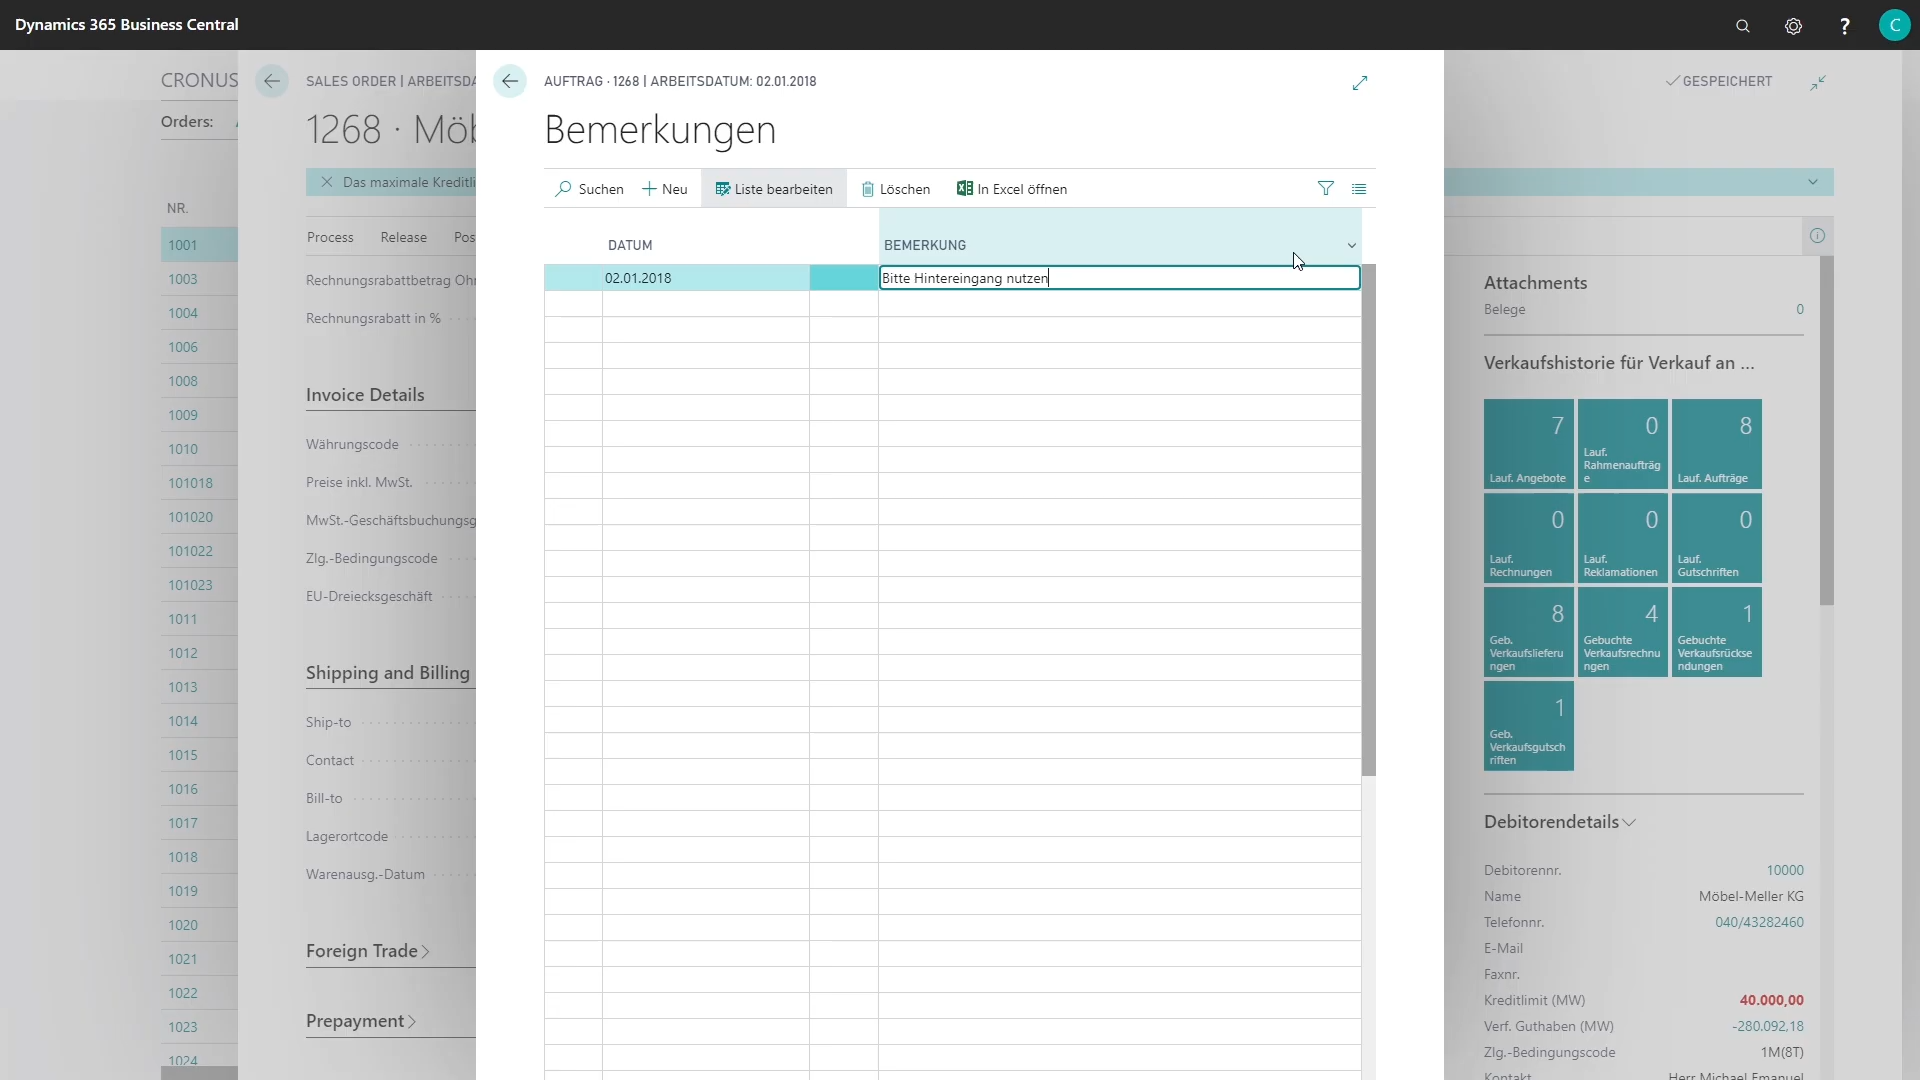 Dynamics 365 Business Central
?
C
CRONUS
Orders:
NR.
1001
1003
1004
1006
1008
1009
1010
101018
101020
101022
101023
1011
1012
1013
1014
1015
1016
1017
1018
1019
1020
1021
1022
1023
1024
SALES ORDER | ARBEITSDA
1268 · Möb
Das maximale Kreditli
Process Release Pos
Rechnungsrabattbetrag Ohn
Rechnungsrabatt in %
Invoice Details
Währungscode
Preise inkl. MwSt.
MwSt.-Geschäftsbuchungsg
Zlg.-Bedingungscode
EU-Dreiecksgeschäft
Shipping and Billing
Ship-to
Contact
Bill-to
Lagerortcode
Warenausg.-Datum
Foreign Trade
Prepayment
AUFTRAG · 1268 | ARBEITSDATUM: 02.01.2018
Bemerkungen
Suchen Neu Liste bearbeiten Löschen In Excel öffnen
DATUM BEMERKUNG
02.01.2018 Bitte Hintereingang nutzen
GESPEICHERT
Attachments
Belege 0
Verkaufshistorie für Verkauf an ...
7
Lauf. Angebote
0
Lauf.
Rahmenaufträg
e
8
Lauf. Aufträge
0
Lauf.
Rechnungen
0
Lauf.
Reklamationen
0
Lauf.
Gutschriften
8
Geb.
Verkaufslieferu
ngen
4
Gebuchte
Verkaufsrechnu
ngen
1
Gebuchte
Verkaufsrückse
ndungen
1
Geb.
Verkaufsgutsch
riften
Debitorendetails
Debitorennr. 10000
Name Möbel-Meller KG
Telefonnr. 040/43282460
E-Mail
Faxnr.
Kreditlimit (MW) 40.000,00
Verf. Guthaben (MW) -280.092,18
Zlg.-Bedingungscode 1M(8T)
Kontakt Herr Michael Emanuel